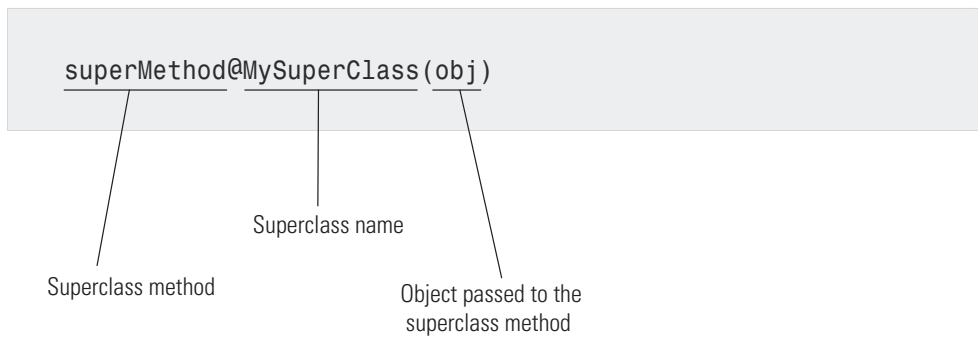 superMethod@MySuperClass(obj)
Superclass name
Superclass method
Object passed to the
superclass method